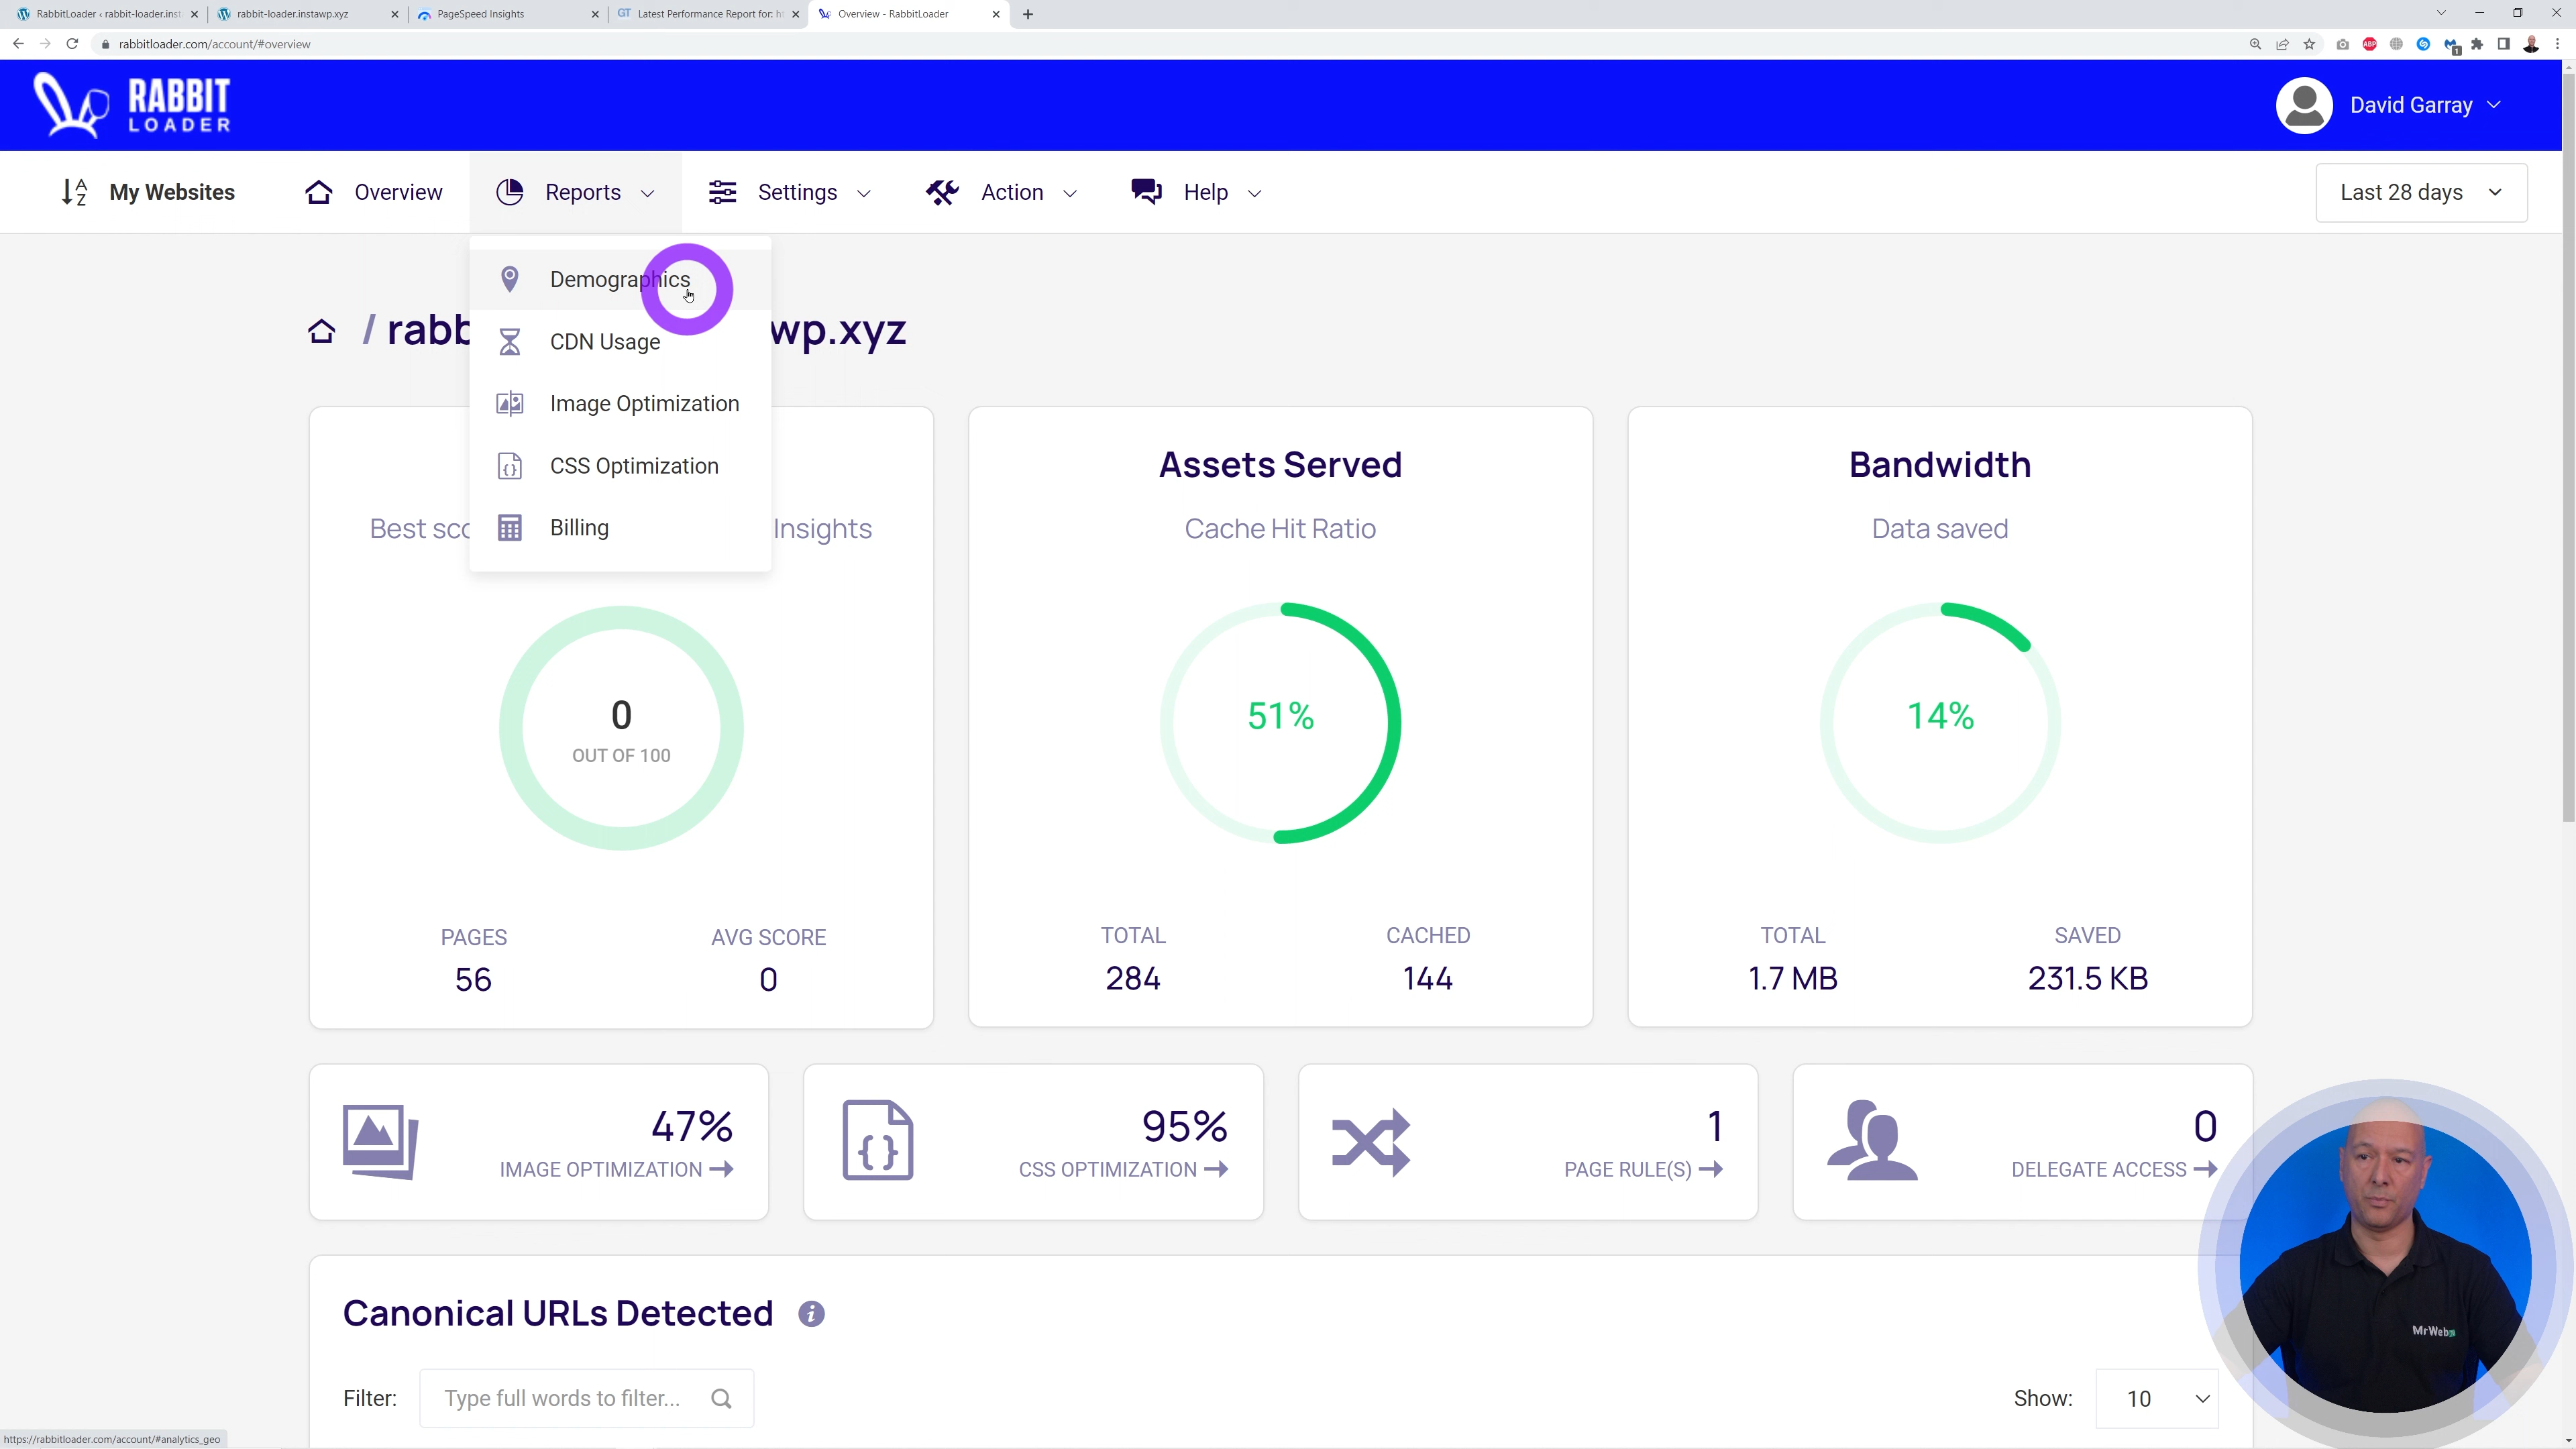 RabbitLoader ‹ rabbit-loader.inst
rabbit-loader.instawp.xyz
PageSpeed Insights
GT
Latest Performance Report for: h
Overview - RabbitLoader
rabbitloader.com/account/#overview
ABP
1
RABBIT
LOADER
David Garray
A
Z
My Websites
Overview
Reports
Settings
Action
Help
Last 28 days
Demographics
CDN Usage
Image Optimization
CSS Optimization
Billing
/ rabb
wp.xyz
Best sco
Insights
0
OUT OF 100
PAGES
56
AVG SCORE
0
Assets Served
Cache Hit Ratio
51%
TOTAL
284
CACHED
144
Bandwidth
Data saved
14%
TOTAL
1.7 MB
SAVED
231.5 KB
47%
IMAGE OPTIMIZATION
{ }
95%
CSS OPTIMIZATION
1
PAGE RULE(S)
0
DELEGATE ACCESS
Canonical URLs Detected i
Filter:
Type full words to filter...
Show:
10
MrWeb
https://rabbitloader.com/account/#analytics_geo